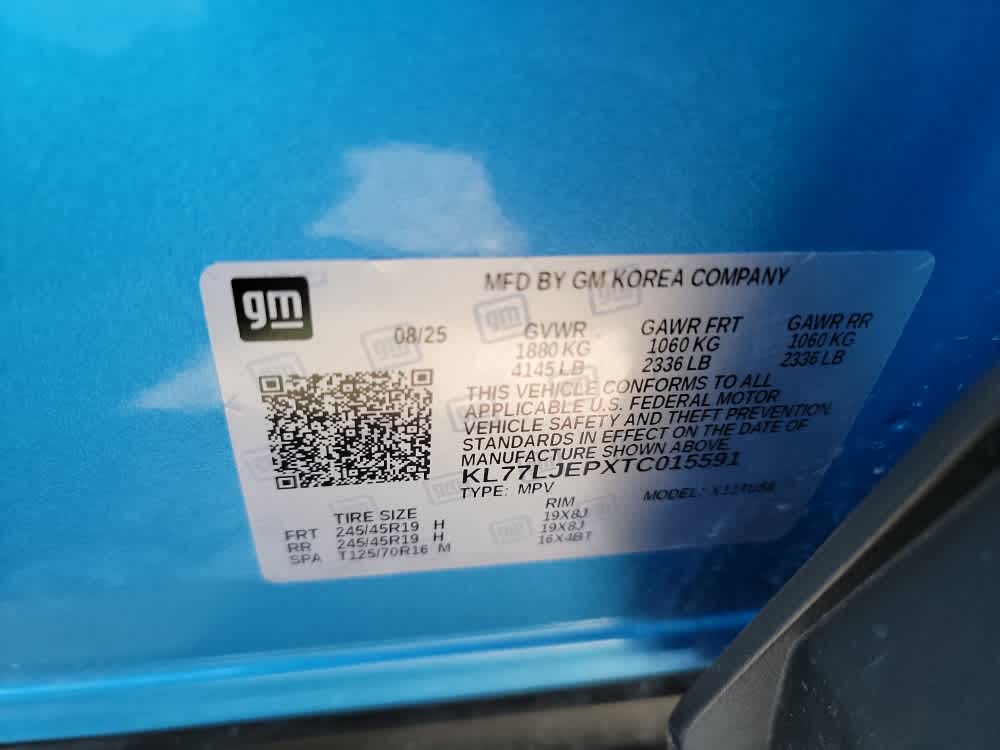 gm
MFD BY GM KOREA COMPANY
08/25
GVWR GAWR FRT GAWR RR
1880 KG 1060 KG 1060 KG
4145 LB 2336 LB 2336 LB
THIS VEHICLE CONFORMS TO ALL
APPLICABLE U.S. FEDERAL MOTOR
VEHICLE SAFETY AND THEFT PREVENTION
STANDARDS IN EFFECT ON THE DATE OF
MANUFACTURE SHOWN ABOVE.
KL77LJEPXTC015591
TYPE: MPV MODEL:
TIRE SIZE RIM
FRT 245/45R19 H 19X8J
RR 245/45R19 H 19X8J
SPA T125/70R16 M 16X4BT